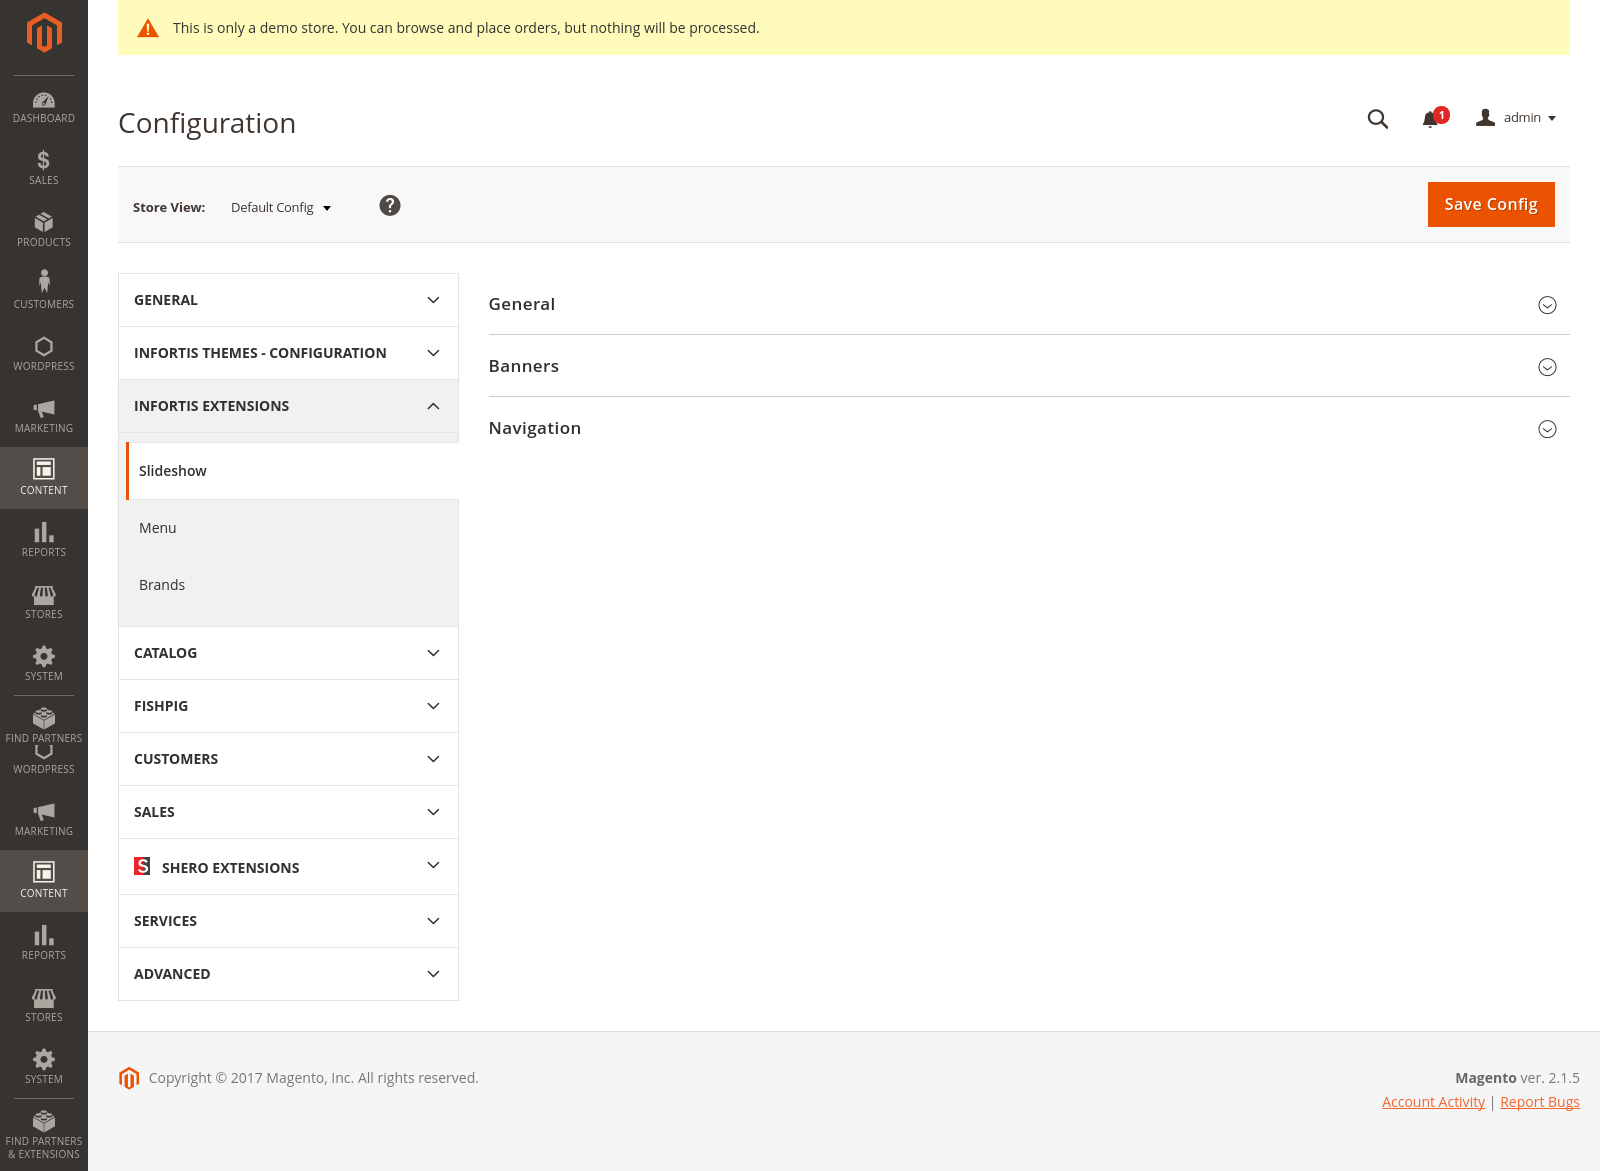 This is only a demo store. You can browse and place orders, but nothing will be processed.
Configuration
1
admin
Store View: Default Config
?
Save Config
DASHBOARD
$
SALES
PRODUCTS
CUSTOMERS
WORDPRESS
MARKETING
CONTENT
REPORTS
STORES
SYSTEM
FIND PARTNERS
WORDPRESS
MARKETING
CONTENT
REPORTS
STORES
SYSTEM
FIND PARTNERS
& EXTENSIONS
GENERAL
INFORTIS THEMES - CONFIGURATION
INFORTIS EXTENSIONS
Slideshow
Menu
Brands
CATALOG
FISHPIG
CUSTOMERS
SALES
S SHERO EXTENSIONS
SERVICES
ADVANCED
General
Banners
Navigation
Copyright © 2017 Magento, Inc. All rights reserved.
Magento ver. 2.1.5
Account Activity | Report Bugs